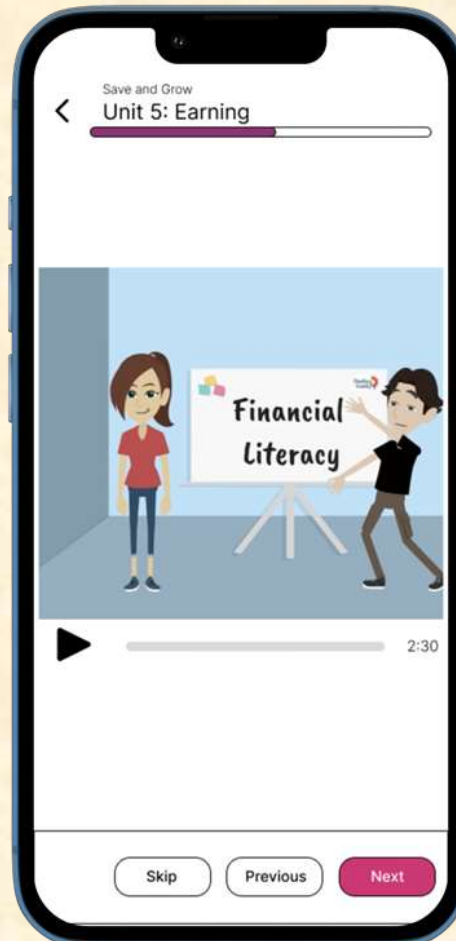 Save and Grow
Unit 5: Earning
Financial
Literacy
2:30
Skip
Previous
Next